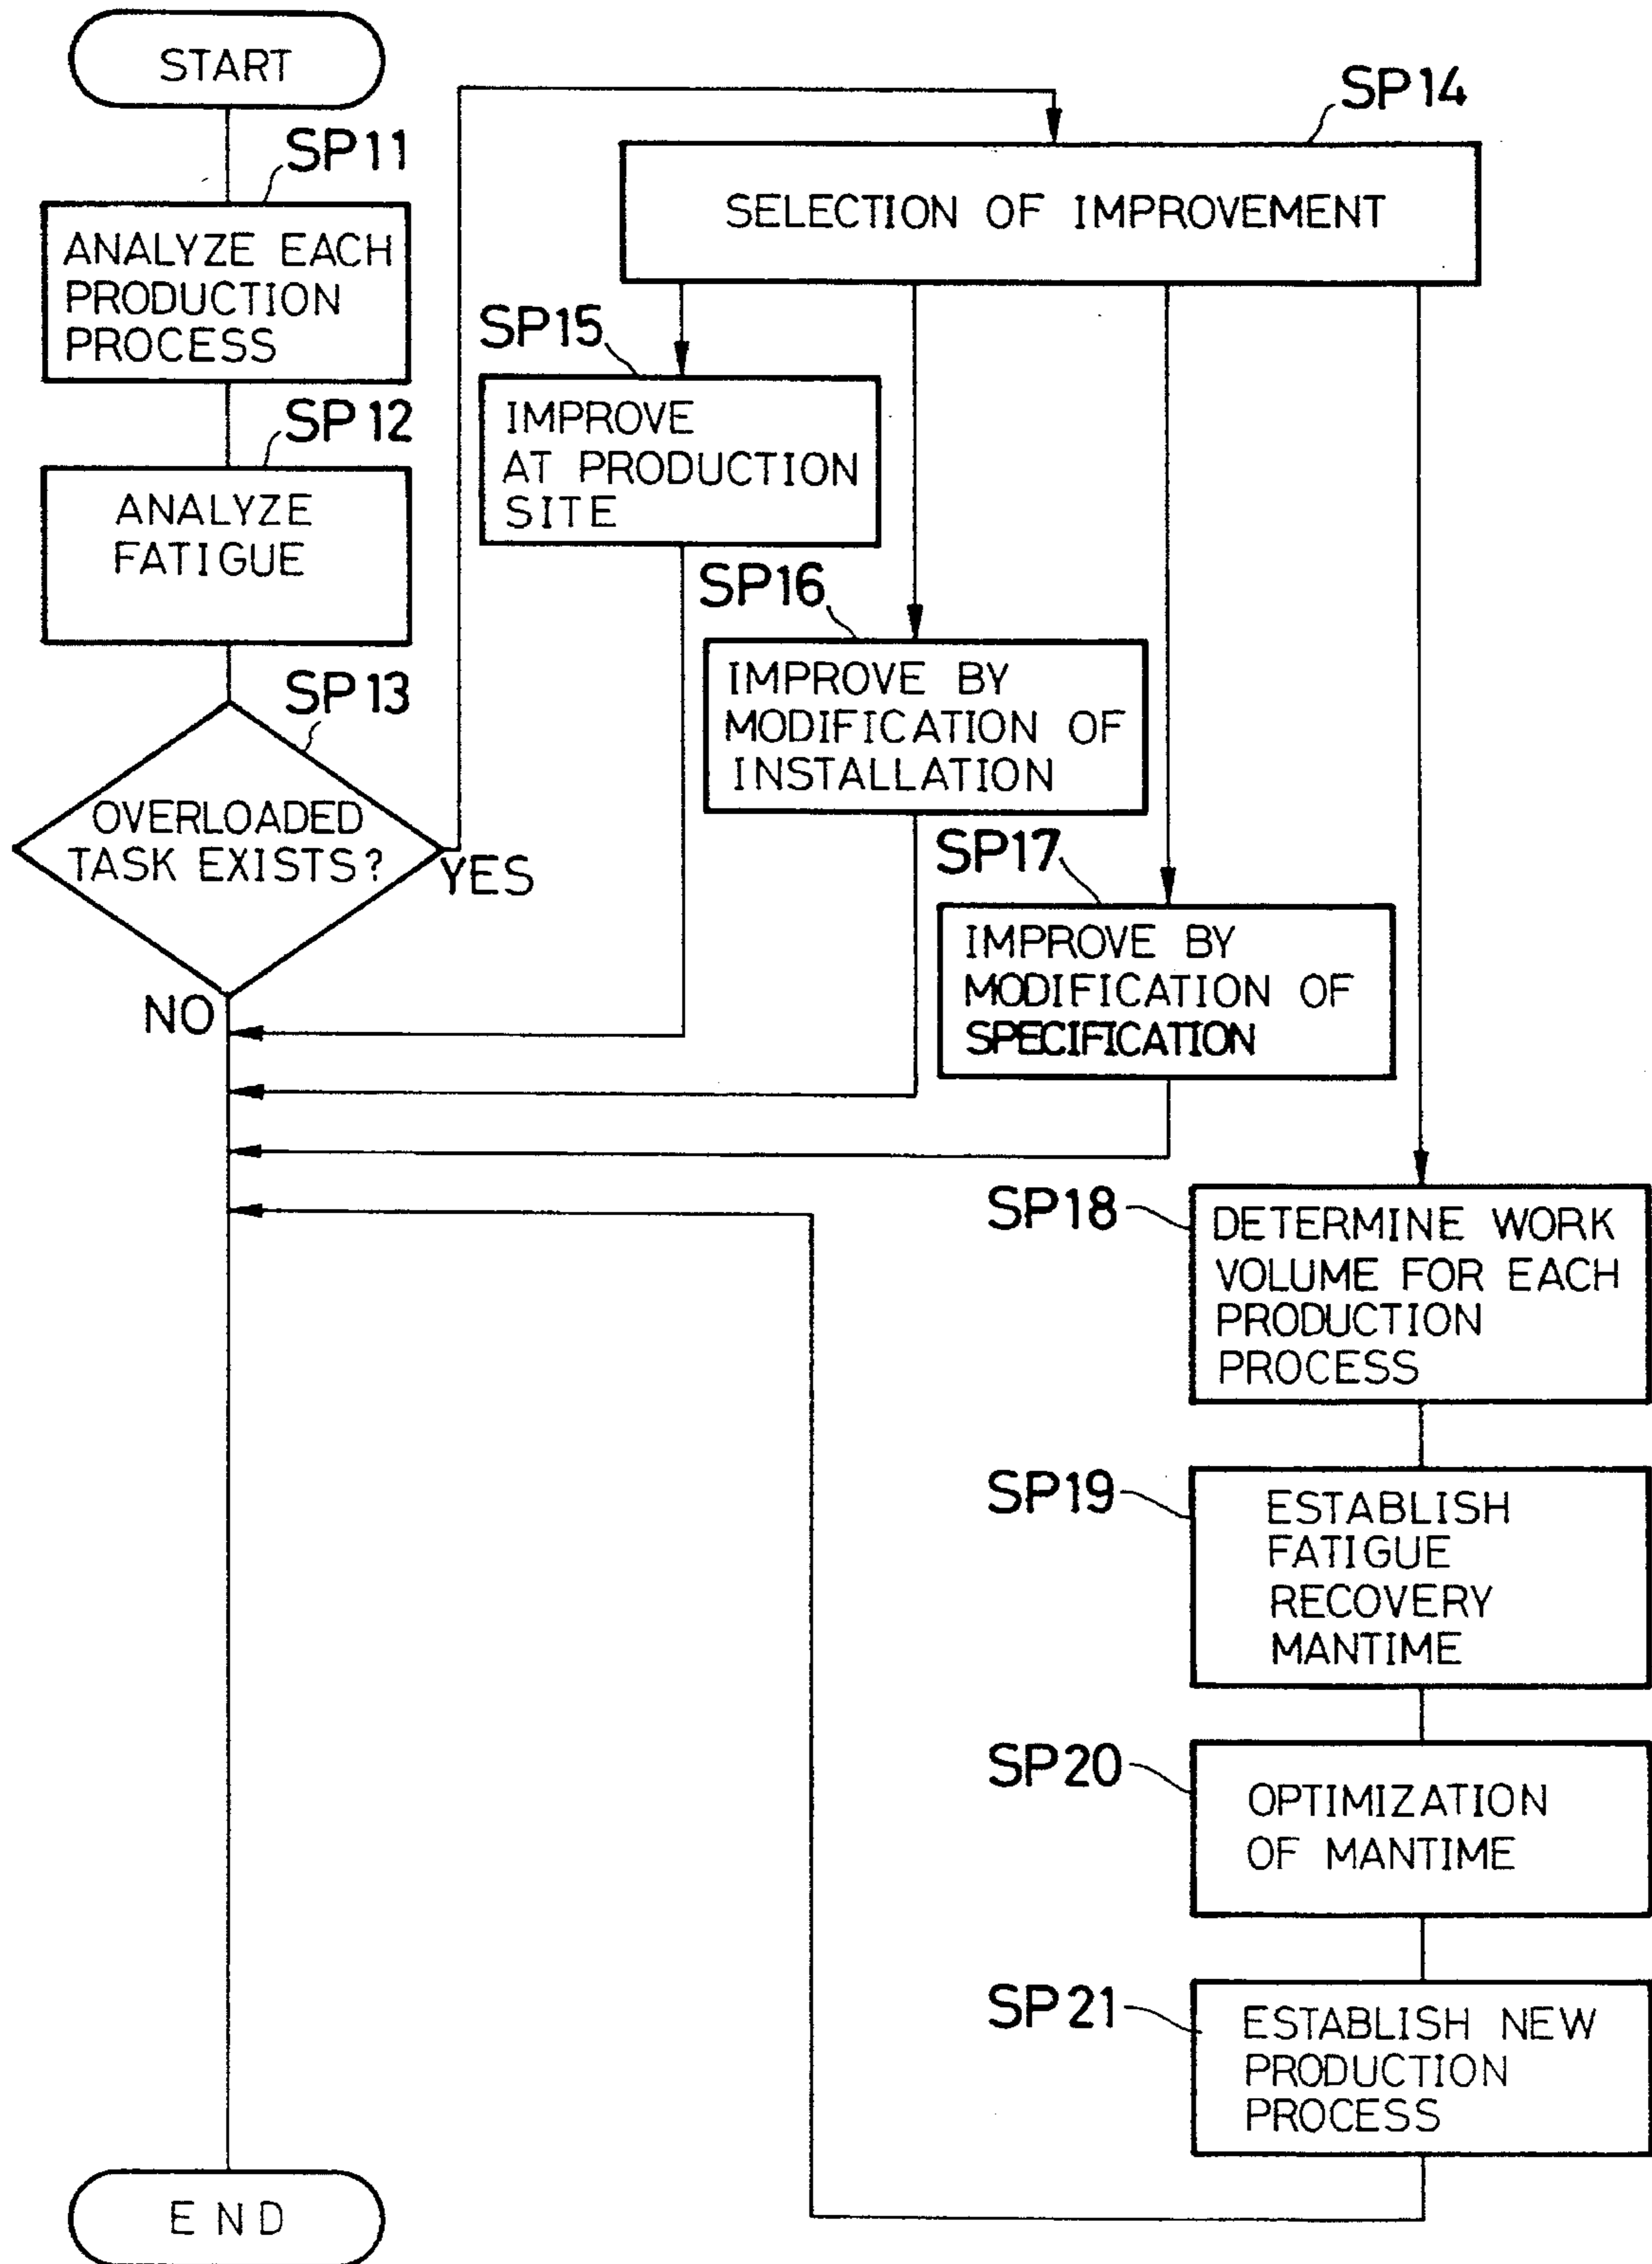 START
SP11
ANALYZE EACH
PRODUCTION
PROCESS
SP12
ANALYZE
FATIGUE
SP13
OVERLOADED
TASK EXISTS?
YES
NO
SP14
SELECTION OF IMPROVEMENT
SP15
IMPROVE
AT PRODUCTION
SITE
SP16
IMPROVE BY
MODIFICATION OF
INSTALLATION
SP17
IMPROVE BY
MODIFICATION OF
SPECIFICATION
SP18
DETERMINE WORK
VOLUME FOR EACH
PRODUCTION
PROCESS
SP19
ESTABLISH
FATIGUE
RECOVERY
MANTIME
SP20
OPTIMIZATION
OF MANTIME
SP21
ESTABLISH NEW
PRODUCTION
PROCESS
END